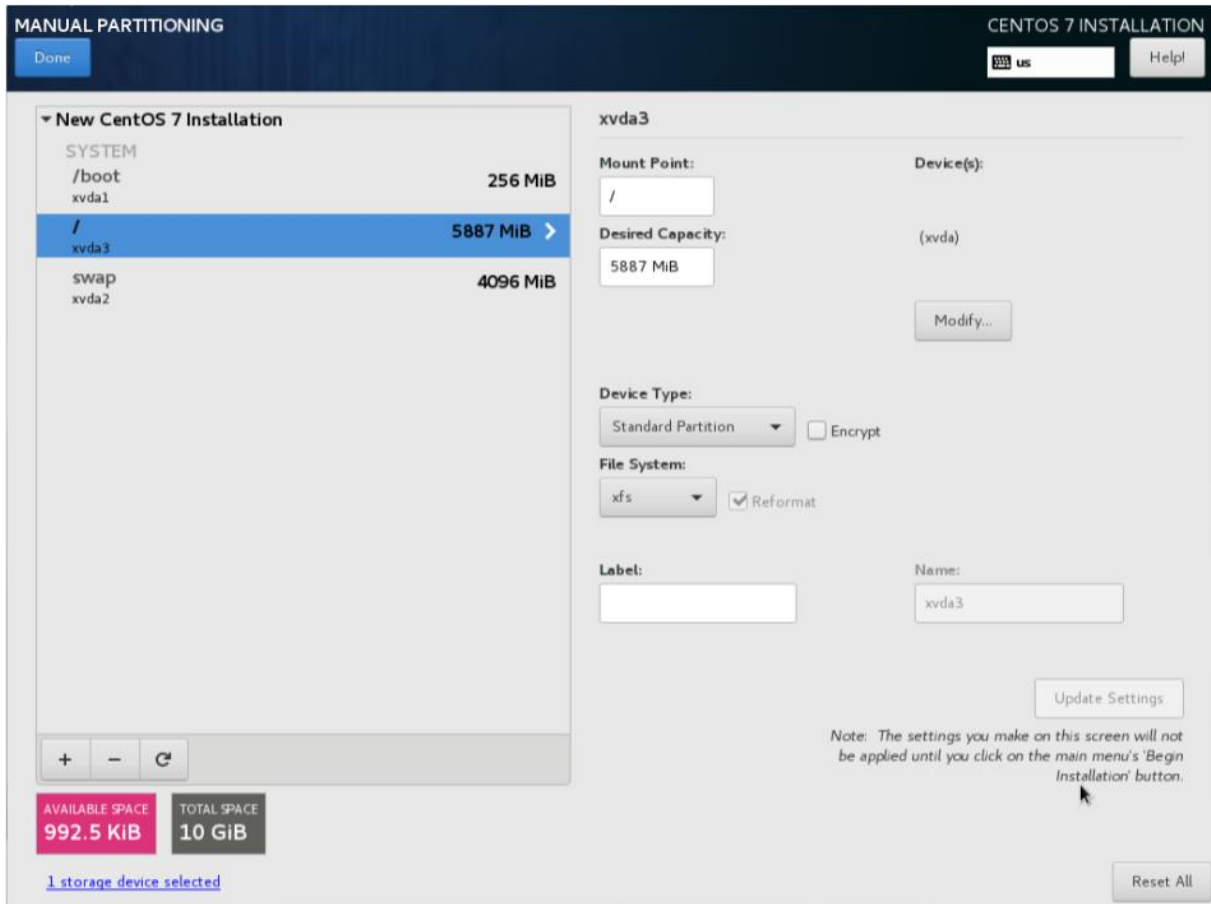 MANUAL PARTITIONING
CENTOS 7 INSTALLATION
Done
us
Help!
New CentOS 7 Installation
SYSTEM
/boot
256 MiB
xvda1
/
5887 MiB
xvda3
swap
4096 MiB
xvda2
+ −
AVAILABLE SPACE
992.5 KiB
TOTAL SPACE
10 GiB
1 storage device selected
xvda3
Mount Point:
/
Device(s):
Desired Capacity:
5887 MiB
(xvda)
Modify...
Device Type:
Standard Partition
Encrypt
File System:
xfs
Reformat
Label:
Name:
xvda3
Update Settings
Note: The settings you make on this screen will not
be applied until you click on the main menu's 'Begin
Installation' button.
Reset All